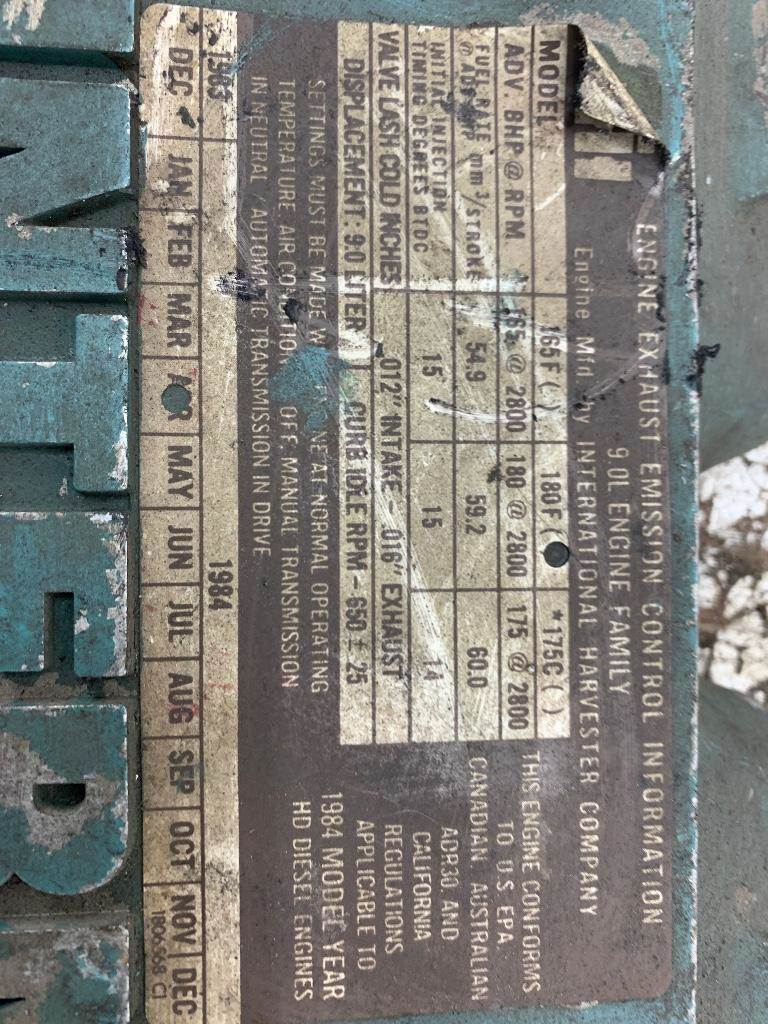 ENGINE EXHAUST EMISSION CONTROL INFORMATION
9.0L ENGINE FAMILY
Engine Mfd by INTERNATIONAL HARVESTER COMPANY
MODEL 165F ( ) 180F ( *175C ( )
ADV. BHP @ RPM 165 @ 2800 180 @ 2800 175 @ 2800
FUEL RATE mm³/STROKE 54.9 59.2 60.0
@ ADV.
INITIAL INJECTION
TIMING DEGREES BTDC 15 15 14
VALVE LASH COLD INCHES .012" INTAKE .016" EXHAUST
DISPLACEMENT: 9.0 LITER CURB IDLE RPM - 650 ± 25
SETTINGS MUST BE MADE AT NORMAL OPERATING
TEMPERATURE AIR OFF. MANUAL TRANSMISSION
IN NEUTRAL / AUTOMATIC TRANSMISSION IN DRIVE
THIS ENGINE CONFORMS
TO U S EPA
CANADIAN AUSTRALIAN
ADR30 AND
CALIFORNIA
REGULATIONS
APPLICABLE TO
1984 MODEL YEAR
HD DIESEL ENGINES
1983 1984
DEC JAN FEB MAR APR MAY JUN JUL AUG SEP OCT NOV DEC
1806968 C1